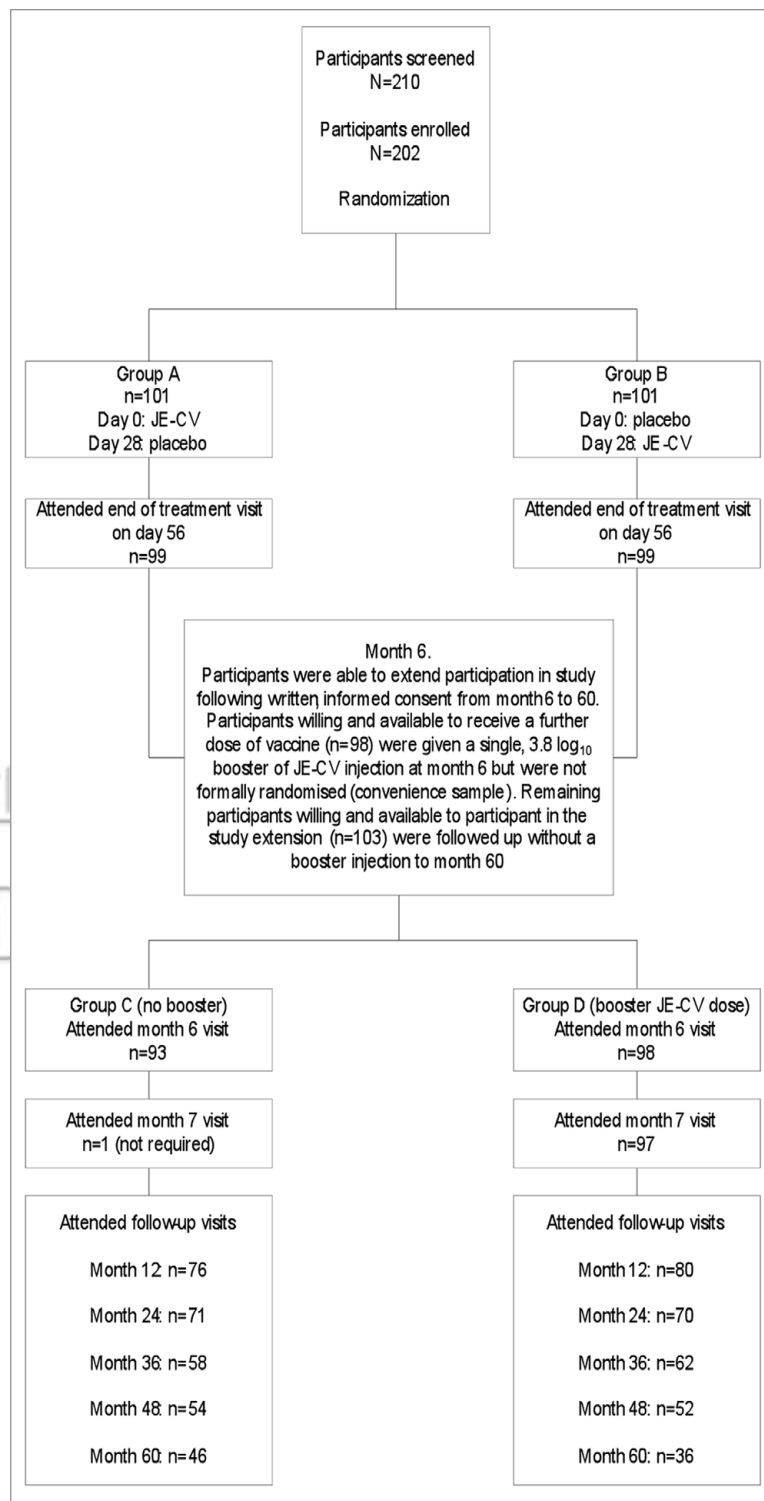 Participants screened
N=210
Participants enrolled
N=202
Randomization
Group A
n=101
Day 0: JE-CV
Day 28: placebo
Group B
n=101
Day 0: placebo
Day 28: JE-CV
Attended end of treatment visit
on day 56
n=99
Attended end of treatment visit
on day 56
n=99
Month 6.
Participants were able to extend participation in study
following written, informed consent from month 6 to 60.
Participants willing and available to receive a further
dose of vaccine (n=98) were given a single, 3.8 log₁₀
booster of JE-CV injection at month 6 but were not
formally randomised (convenience sample). Remaining
participants willing and available to participant in the
study extension (n=103) were followed up without a
booster injection to month 60
Group C (no booster)
Attended month 6 visit
n=93
Group D (booster JE-CV dose)
Attended month 6 visit
n=98
Attended month 7 visit
n=1 (not required)
Attended month 7 visit
n=97
Attended follow-up visits
Month 12: n=76
Month 24: n=71
Month 36: n=58
Month 48: n=54
Month 60: n=46
Attended follow-up visits
Month 12: n=80
Month 24: n=70
Month 36: n=62
Month 48: n=52
Month 60: n=36